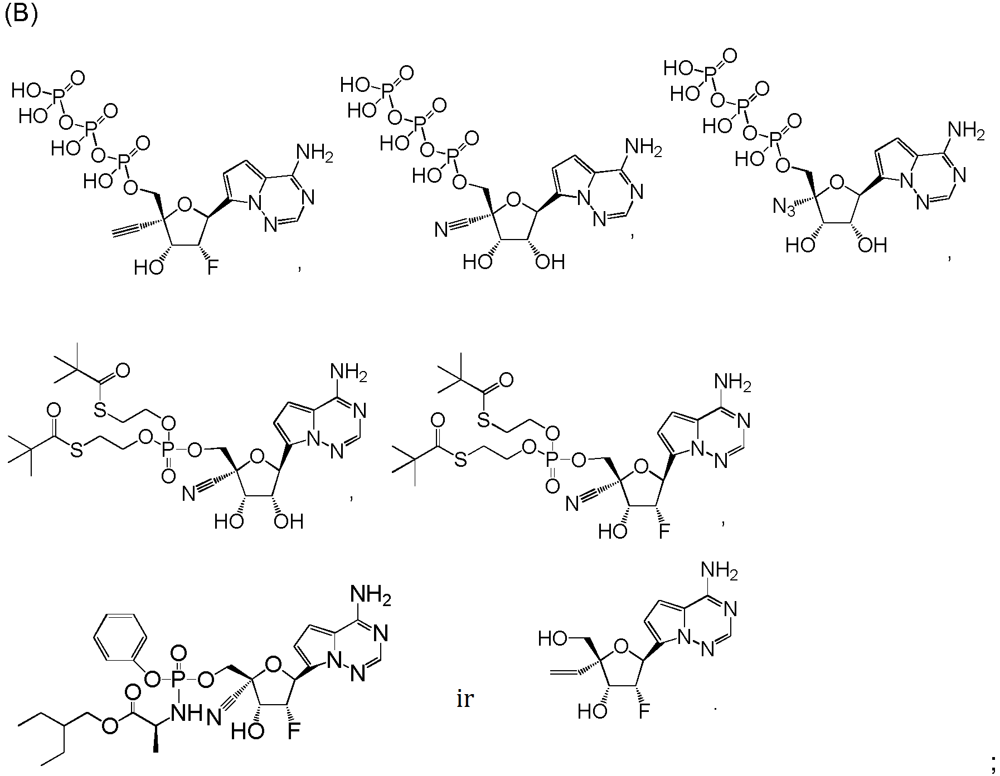 (B)
HO P O
HO O P O
HO O P O
HO O
O
NH2
N N
N
HO F ,
HO P O
HO O P O
HO O P O
HO O
O
NH2
N N
N
N
HO OH ,
HO P O
HO O P O
HO O P O
HO O
O
NH2
N N
N
N3
HO OH ,
O NH2
S
O S O O P O O
O
N N
N
N
HO OH ,
O NH2
S
O S O O P O O
O
N N
N
N
HO F ,
NH2
N
O
O P O O N
N
O NH N
O HO F
ir
NH2
N
HO O N
N
HO F .
;